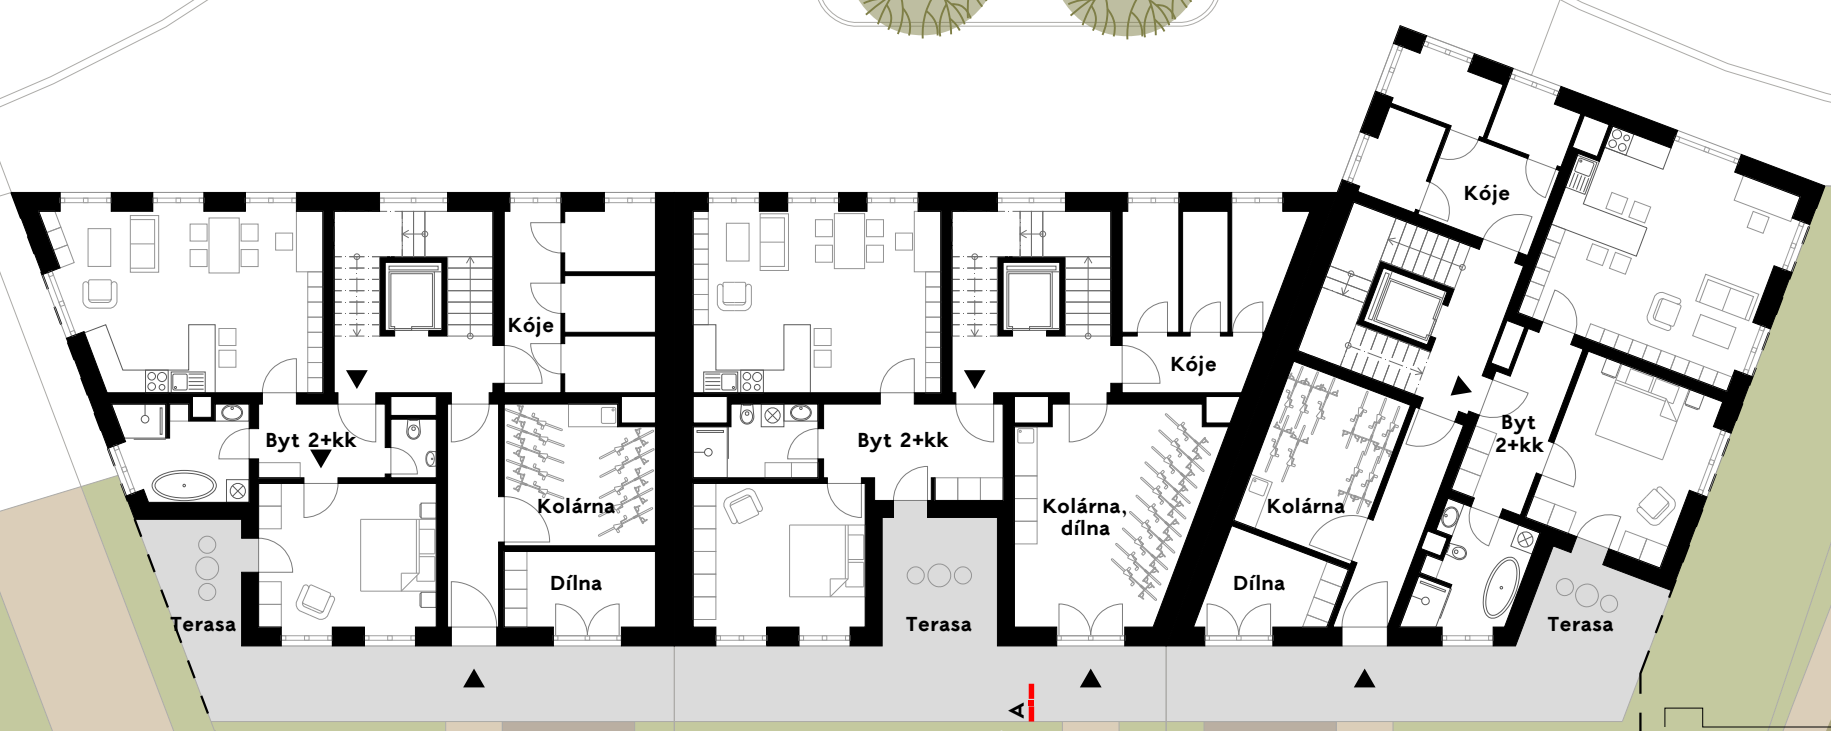 Kóje
Byt 2+kk
Kolárna
Dílna
Terasa
Kóje
Byt 2+kk
Kolárna,
dílna
Terasa
Kóje
Byt
2+kk
Kolárna
Dílna
Terasa
A